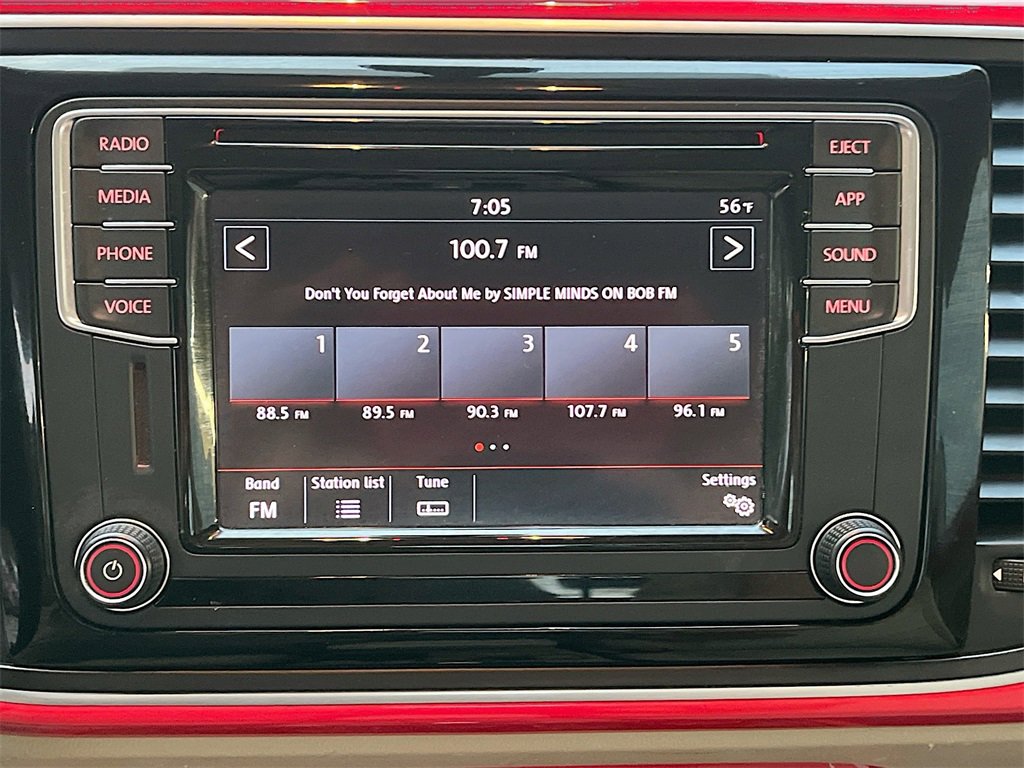 RADIO
MEDIA
PHONE
VOICE
EJECT
APP
SOUND
MENU
7:05 56°F
< 100.7 FM >
Don't You Forget About Me by SIMPLE MINDS ON BOB FM
1 2 3 4 5
88.5 FM 89.5 FM 90.3 FM 107.7 FM 96.1 FM
Band Station list Tune Settings
FM